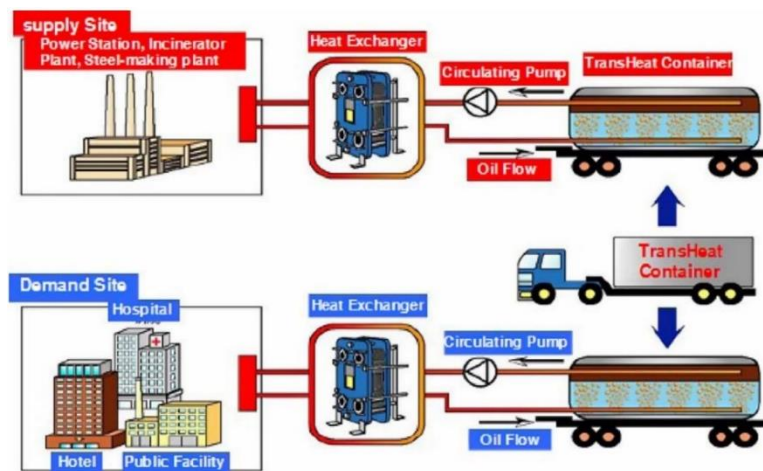 supply Site
Power Station, Incinerator
Plant, Steel-making plant
Heat Exchanger
Circulating Pump
TransHeat Container
Oil Flow
TransHeat
Container
Demand Site
Hospital
Heat Exchanger
Circulating Pump
Oil Flow
Hotel
Public Facility